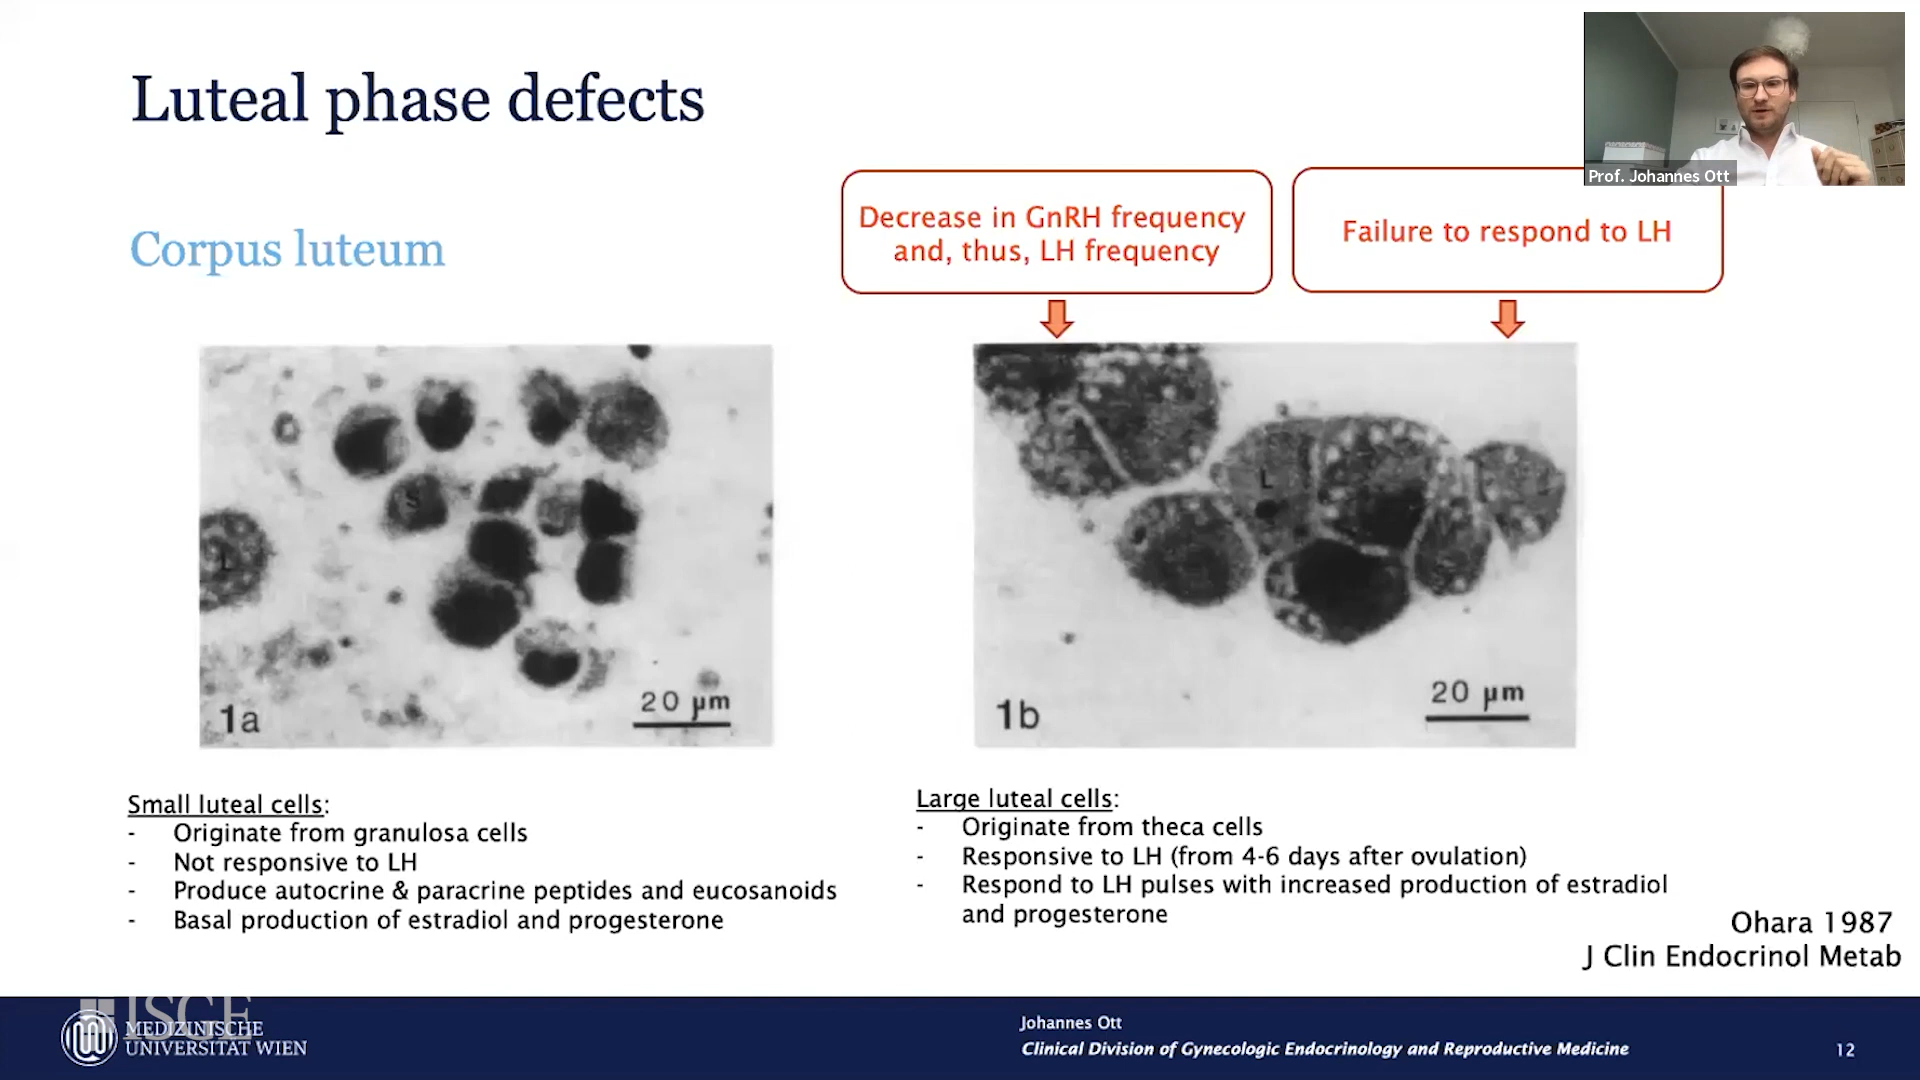 Luteal phase defects
Prof. Johannes Ott
Corpus luteum
Decrease in GnRH frequency
and, thus, LH frequency
Failure to respond to LH
S
L
1a
20 µm
L
1b
20 µm
Small luteal cells:
- Originate from granulosa cells
- Not responsive to LH
- Produce autocrine & paracrine peptides and eucosanoids
- Basal production of estradiol and progesterone
Large luteal cells:
- Originate from theca cells
- Responsive to LH (from 4-6 days after ovulation)
- Respond to LH pulses with increased production of estradiol
and progesterone
Ohara 1987
J Clin Endocrinol Metab
ISGE
MEDIZINISCHE
UNIVERSITÄT WIEN
Johannes Ott
Clinical Division of Gynecologic Endocrinology and Reproductive Medicine
12